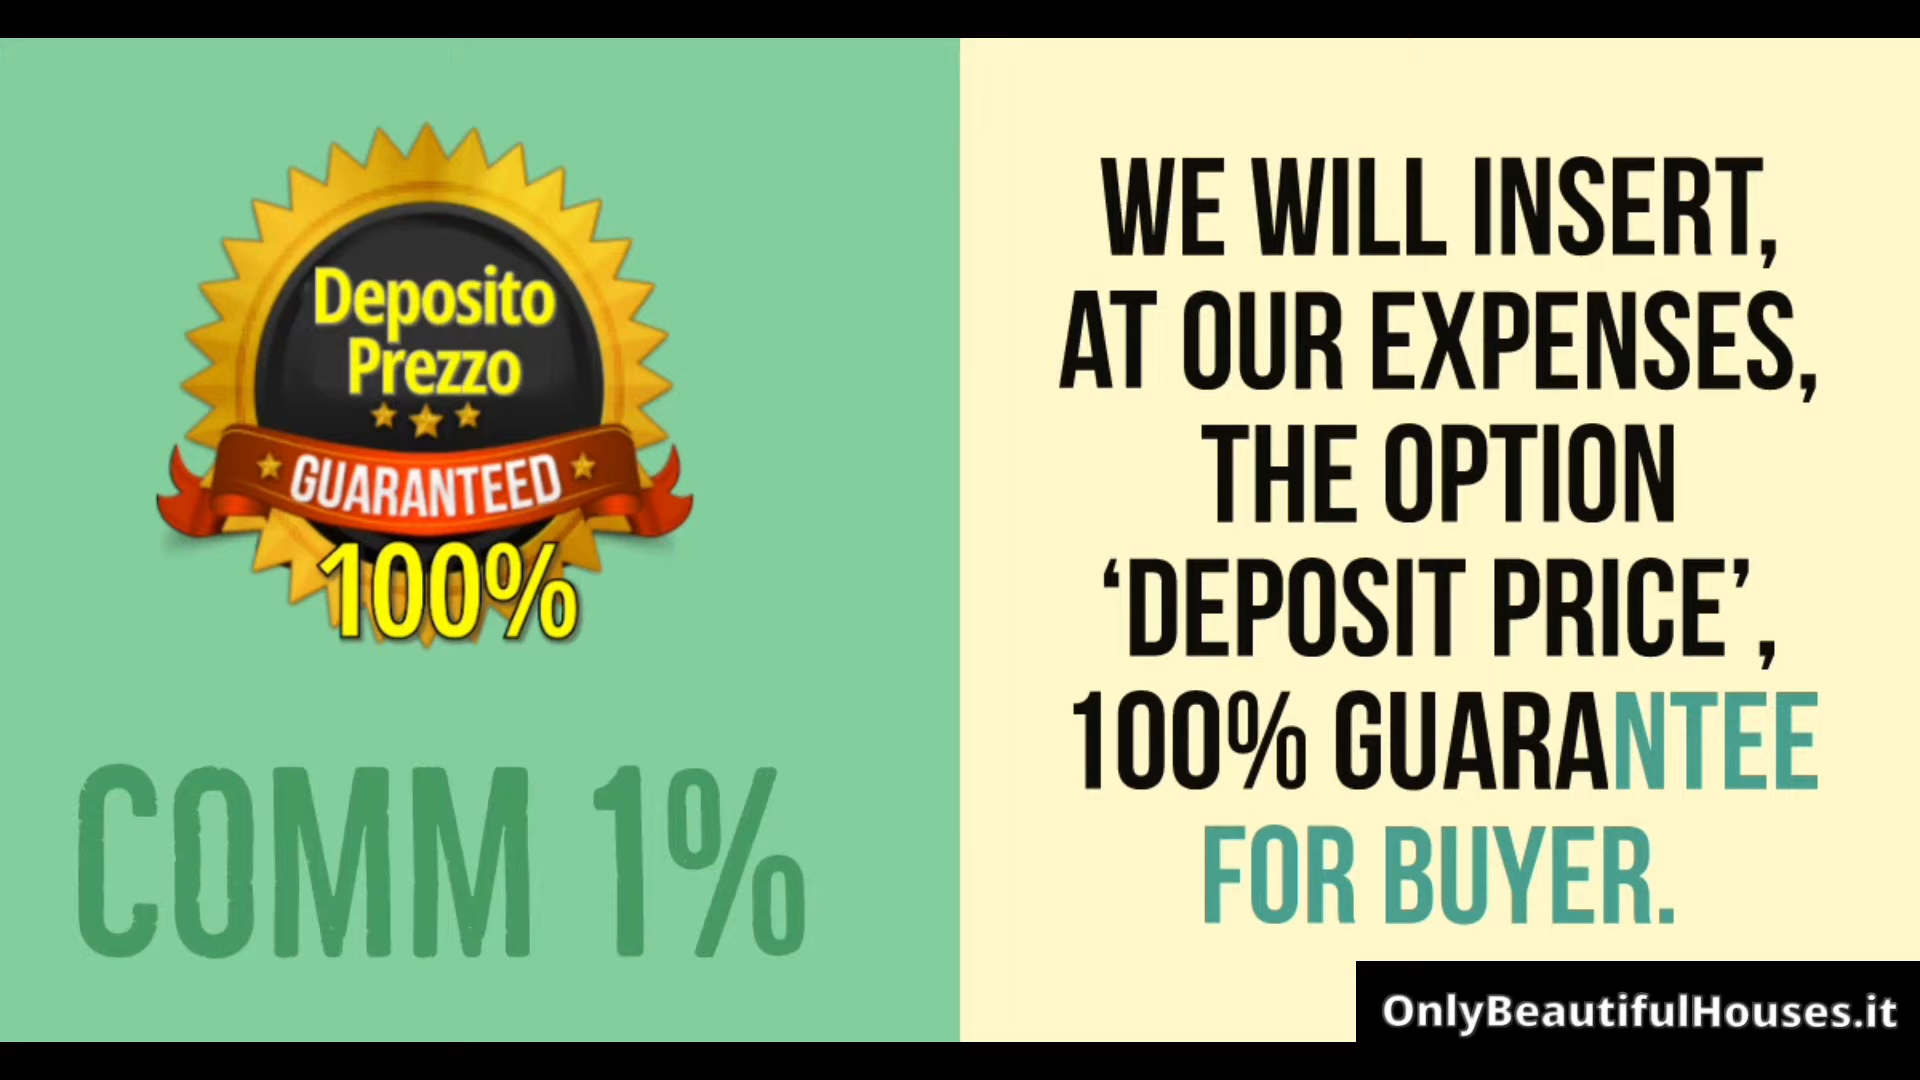 Deposito
Prezzo
GUARANTEED
100%
COMM 1%
WE WILL INSERT,
AT OUR EXPENSES,
THE OPTION
‘DEPOSIT PRICE’,
100% GUARANTEE
FOR BUYER.
OnlyBeautifulHouses.it